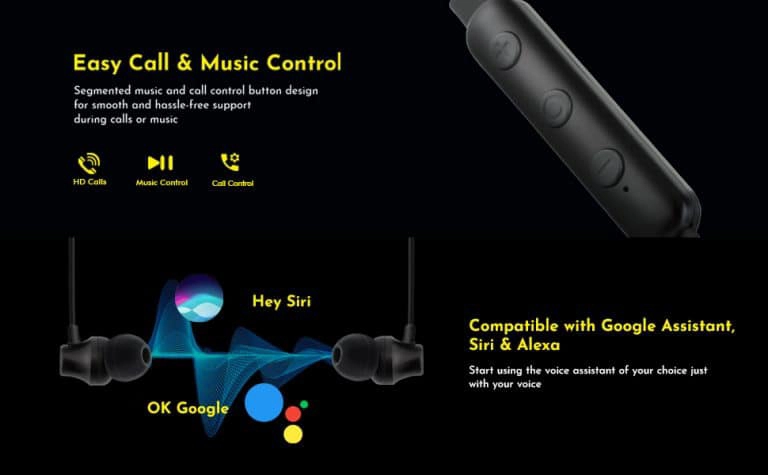 Easy Call & Music Control
Segmented music and call control button design
for smooth and hassle-free support
during calls or music
HD Calls
Music Control
Call Control
Hey Siri
OK Google
Compatible with Google Assistant,
Siri & Alexa
Start using the voice assistant of your choice just
with your voice